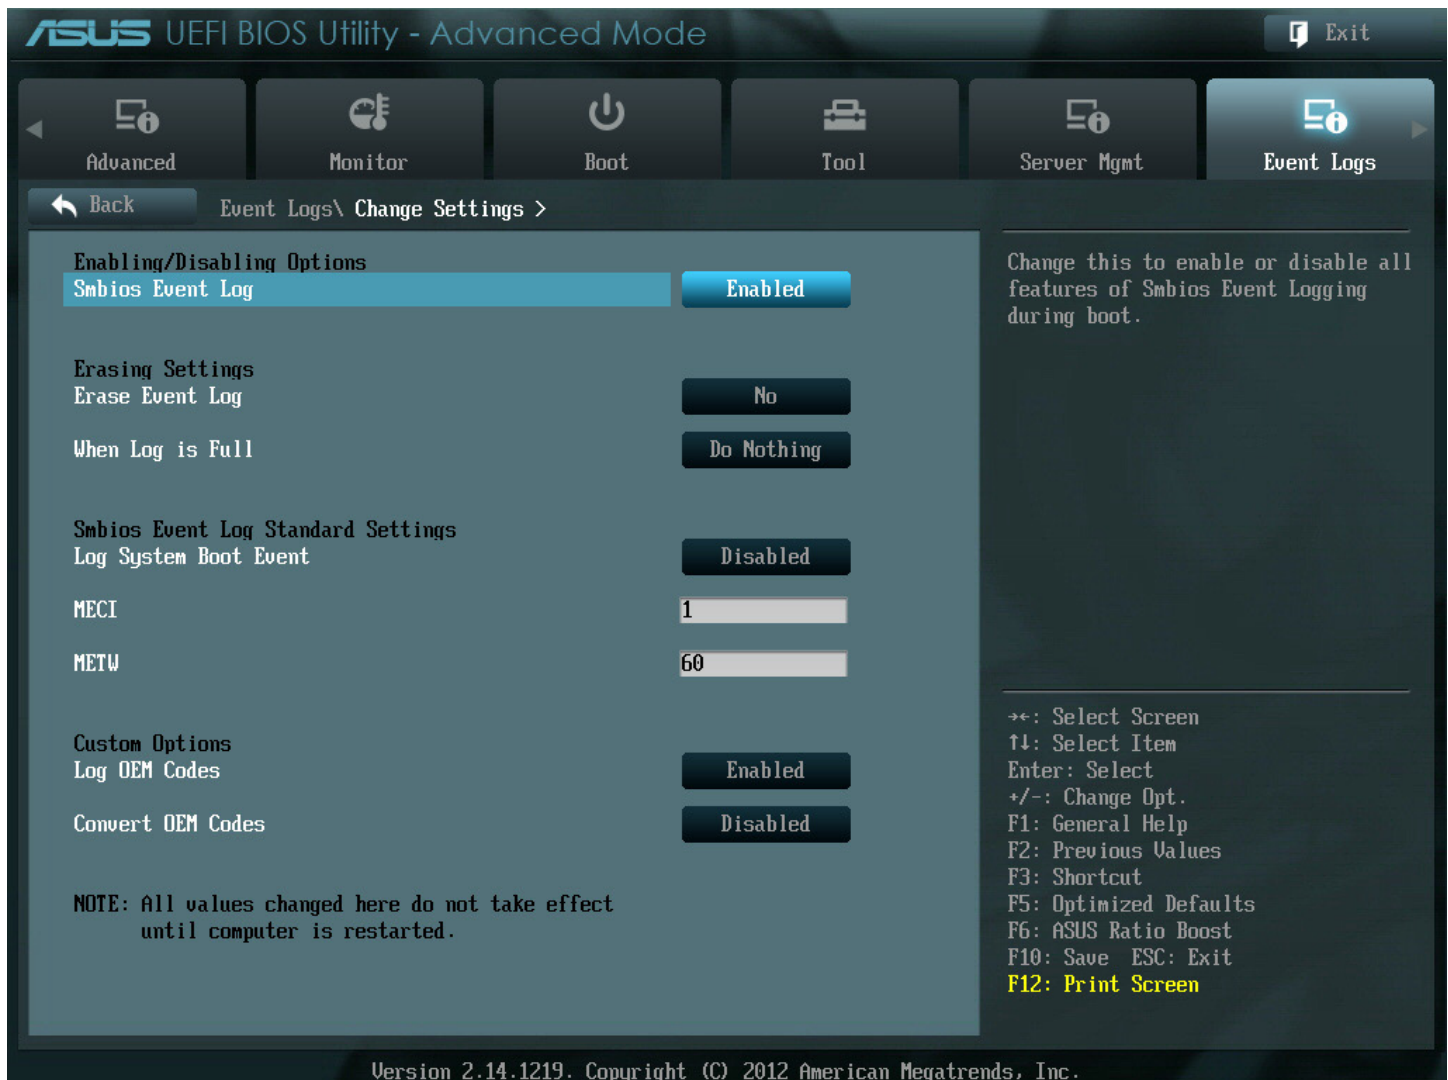 ASUS UEFI BIOS Utility - Advanced Mode
Exit
Advanced
Monitor
Boot
Tool
Server Mgmt
Event Logs
Back
Event Logs\ Change Settings >
Enabling/Disabling Options
Smbios Event Log Enabled
Erasing Settings
Erase Event Log No
When Log is Full Do Nothing
Smbios Event Log Standard Settings
Log System Boot Event Disabled
MECI 1
METW 60
Custom Options
Log OEM Codes Enabled
Convert OEM Codes Disabled
NOTE: All values changed here do not take effect
until computer is restarted.
Change this to enable or disable all
features of Smbios Event Logging
during boot.
→←: Select Screen
↑↓: Select Item
Enter: Select
+/-: Change Opt.
F1: General Help
F2: Previous Values
F3: Shortcut
F5: Optimized Defaults
F6: ASUS Ratio Boost
F10: Save ESC: Exit
F12: Print Screen
Version 2.14.1219. Copyright (C) 2012 American Megatrends, Inc.